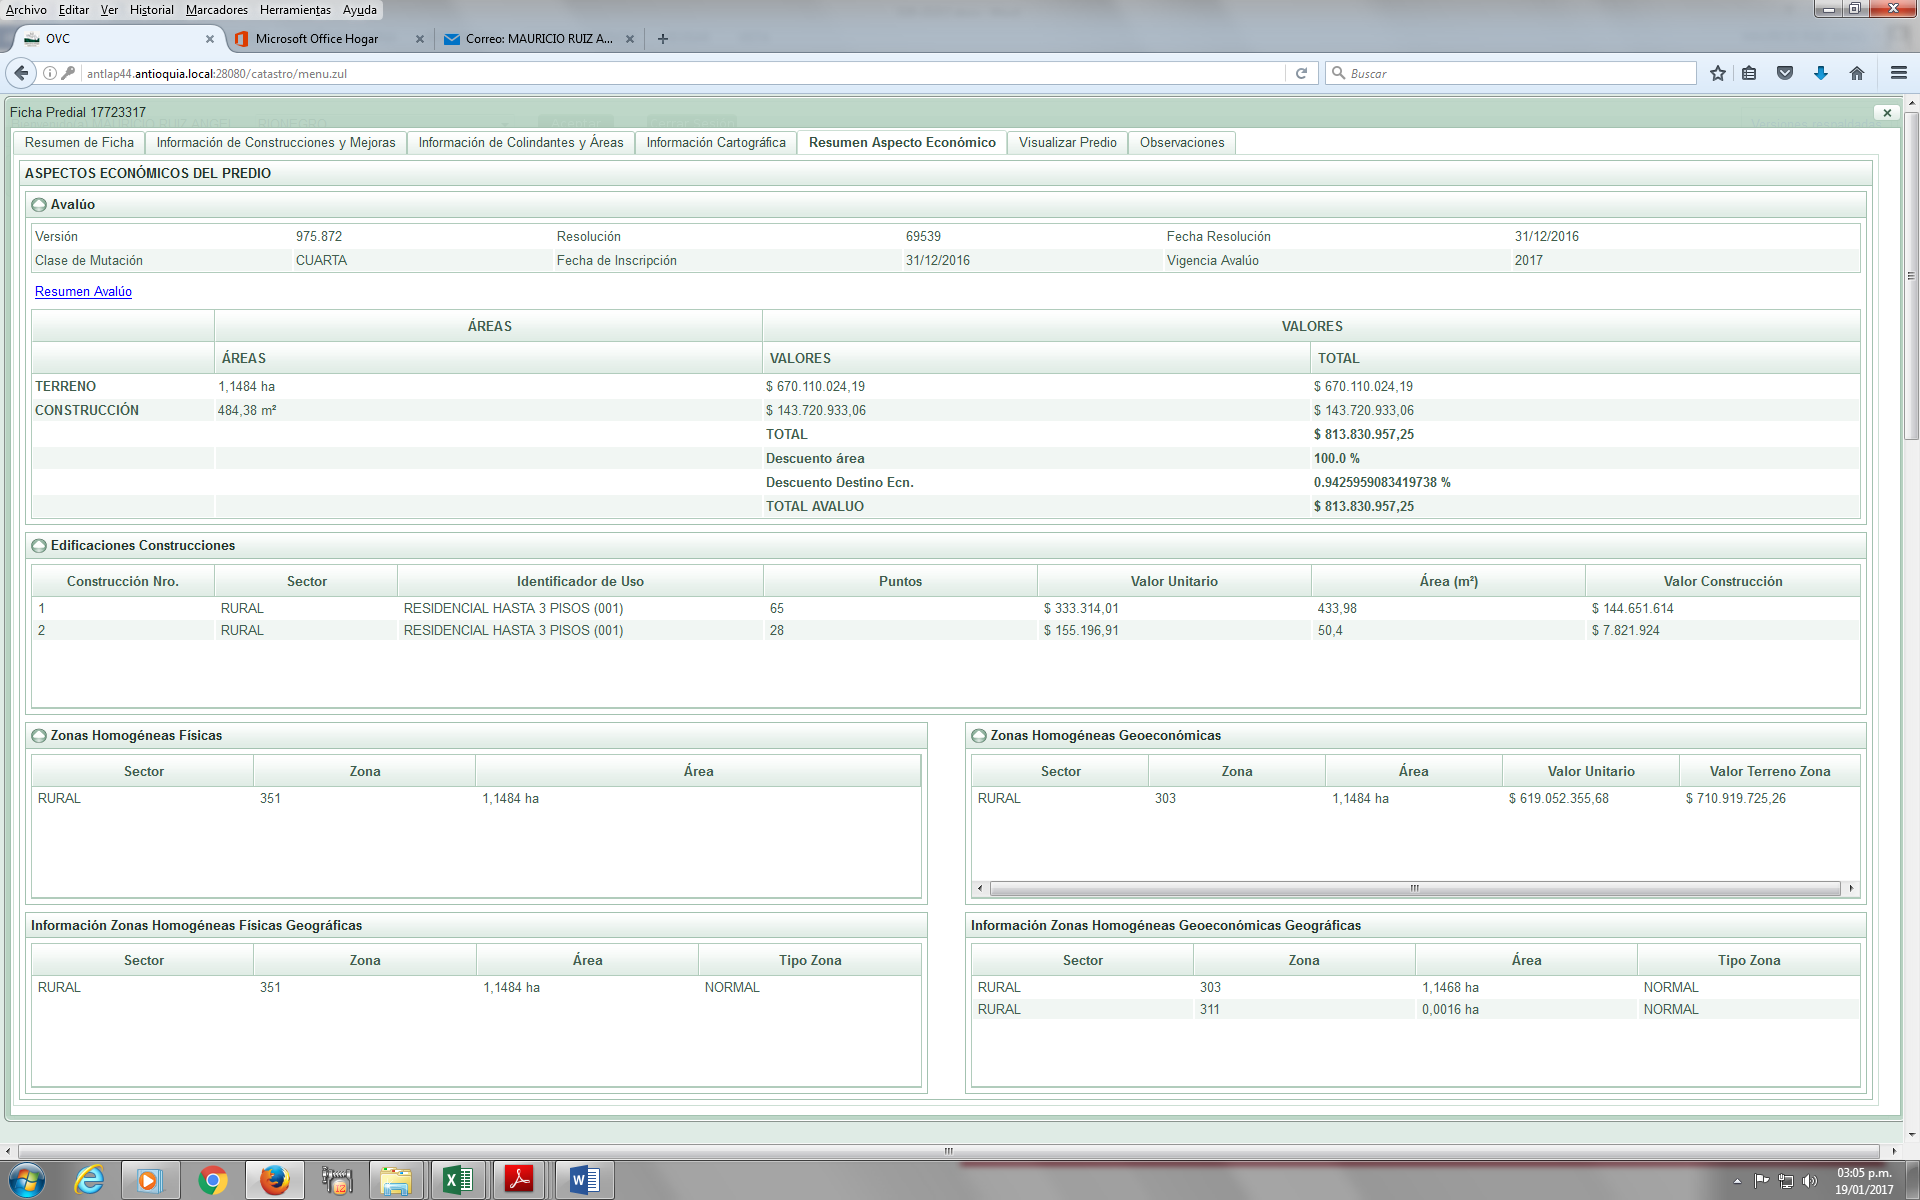 Archivo Editar Ver Historial Marcadores Herramientas Ayuda
OVC
Microsoft Office Hogar
Correo: MAURICIO RUIZ A...
antlap44.antioquia.local:28080/catastro/menu.zul
Buscar
Ficha Predial 17723317
Resumen de Ficha Información de Construcciones y Mejoras Información de Colindantes y Áreas Información Cartográfica Resumen Aspecto Económico Visualizar Predio Observaciones
ASPECTOS ECONÓMICOS DEL PREDIO
Avalúo
Versión 975.872 Resolución 69539 Fecha Resolución 31/12/2016
Clase de Mutación CUARTA Fecha de Inscripción 31/12/2016 Vigencia Avalúo 2017
Resumen Avalúo
ÁREAS VALORES
ÁREAS VALORES TOTAL
TERRENO 1,1484 ha $ 670.110.024,19 $ 670.110.024,19
CONSTRUCCIÓN 484,38 m² $ 143.720.933,06 $ 143.720.933,06
TOTAL $ 813.830.957,25
Descuento área 100.0 %
Descuento Destino Ecn. 0.9425959083419738 %
TOTAL AVALUO $ 813.830.957,25
Edificaciones Construcciones
Construcción Nro. Sector Identificador de Uso Puntos Valor Unitario Área (m²) Valor Construcción
1 RURAL RESIDENCIAL HASTA 3 PISOS (001) 65 $ 333.314,01 433,98 $ 144.651.614
2 RURAL RESIDENCIAL HASTA 3 PISOS (001) 28 $ 155.196,91 50,4 $ 7.821.924
Zonas Homogéneas Físicas
Sector Zona Área
RURAL 351 1,1484 ha
Zonas Homogéneas Geoeconómicas
Sector Zona Área Valor Unitario Valor Terreno Zona
RURAL 303 1,1484 ha $ 619.052.355,68 $ 710.919.725,26
Información Zonas Homogéneas Físicas Geográficas
Sector Zona Área Tipo Zona
RURAL 351 1,1484 ha NORMAL
Información Zonas Homogéneas Geoeconómicas Geográficas
Sector Zona Área Tipo Zona
RURAL 303 1,1468 ha NORMAL
RURAL 311 0,0016 ha NORMAL
03:05 p.m.
19/01/2017